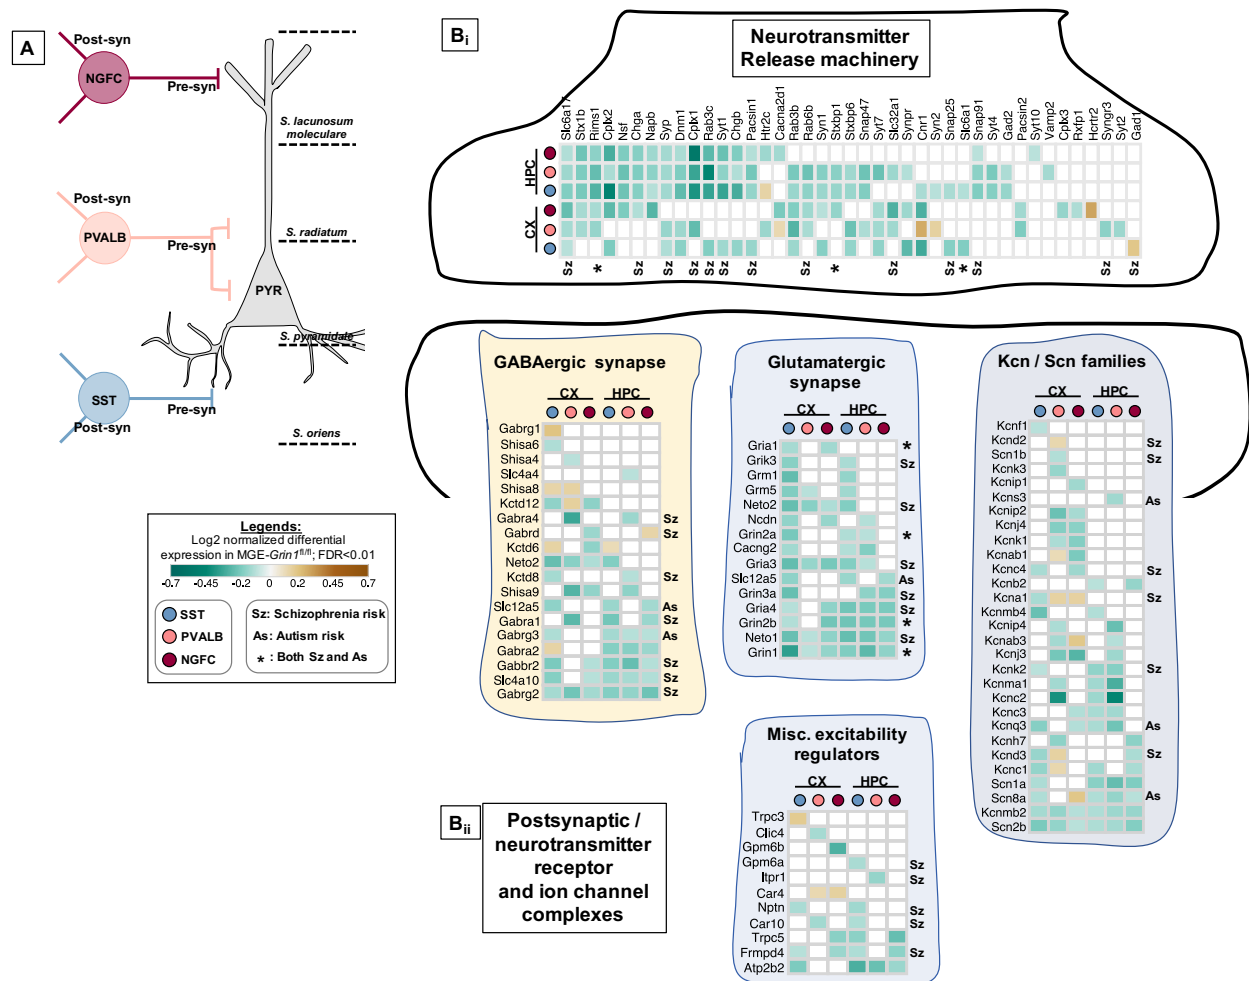 A
Post-syn
NGFC
Pre-syn
S. lacunosum
moleculare
Post-syn
PVALB
Pre-syn
S. radiatum
PYR
S. pyramidale
SST
Pre-syn
Post-syn
S. oriens
Legends:
Log2 normalized differential
expression in MGE-Grin1fl/fl; FDR<0.01
-0.7 -0.45 0 0.2 0.7
SST
PVALB
NGFC
Sz: Schizophrenia risk
As: Autism risk
* : Both Sz and As
Bi
Neurotransmitter
Release machinery
Slc6a17 Stx1b Rims1 Cplx2 Nsf Chga Napb Syp Dnm1 Cplx1 Rab3c Syt1 Chgb Pacsin1 Htr2c Cacna2d1 Rab3b Rab6b Syn1 Stxbp1 Stxbp6 Snap47 Syt7 Slc32a1 Synpr Cnr1 Syn2 Snap25 Slc6a1 Snap91 Syt4 Gad2 Pacsin2 Syt10 Vamp2 Cplx3 Rxfp1 Hcrtr2 Syngr3 Syt2 Gad1
HPC
CX
Sz * Sz Sz Sz Sz Sz Sz Sz * Sz Sz * Sz Sz Sz
GABAergic synapse
CX HPC
Gabrg1
Shisa6
Shisa4
Slc4a4
Shisa8
Kctd12
Gabra4 Sz
Gabrd Sz
Kctd6
Neto2
Kctd8 Sz
Shisa9
Slc12a5 As
Gabra1 Sz
Gabrg3 As
Gabra2
Gabbr2 Sz
Slc4a10 Sz
Gabrg2 Sz
Glutamatergic
synapse
CX HPC
Gria1 *
Grik3 Sz
Grm1
Grm5
Neto2 Sz
Ncdn
Grin2a *
Cacng2
Gria3 Sz
Slc12a5 As
Grin3a Sz
Gria4 Sz
Grin2b *
Neto1 Sz
Grin1 *
Kcn / Scn families
CX HPC
Kcnf1
Kcnd2 Sz
Scn1b Sz
Kcnk3
Kcnip1
Kcns3 As
Kcnip2
Kcnj4
Kcnk1
Kcnab1
Kcnc4 Sz
Kcnb2
Kcna1 Sz
Kcnmb4
Kcnip4
Kcnab3
Kcnj3
Kcnk2 Sz
Kcnma1
Kcnc2
Kcnc3
Kcnq3 As
Kcnh7
Kcnd3 Sz
Kcnc1
Scn1a
Scn8a As
Kcnmb2
Scn2b
Misc. excitability
regulators
CX HPC
Trpc3
Clic4
Gpm6b
Gpm6a Sz
Itpr1 Sz
Car4
Nptn Sz
Car10 Sz
Trpc5
Frmpd4 Sz
Atp2b2
Bii
Postsynaptic /
neurotransmitter
receptor
and ion channel
complexes